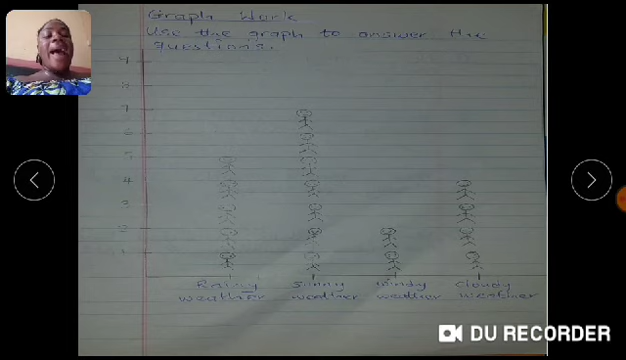 Graph Work
Use the graph to answer the
questions.
9
8
7
6
5
4
3
2
1
Rainy weather
Sunny weather
Windy weather
Cloudy weather
DU RECORDER